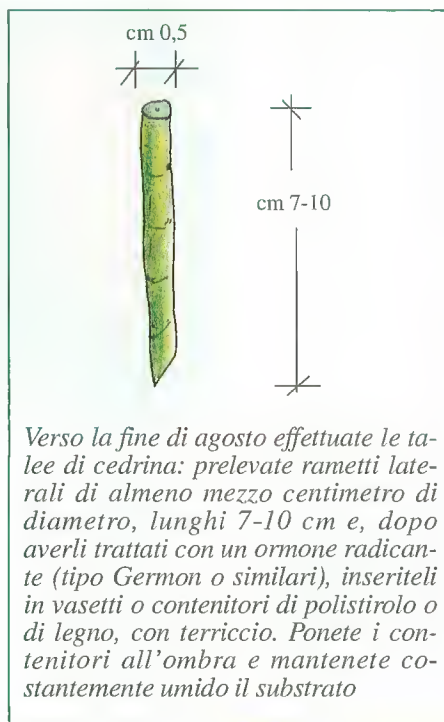 cm 0,5
cm 7-10
Verso la fine di agosto effettuate le ta-
lee di cedrina: prelevate rametti late-
rali di almeno mezzo centimetro di
diametro, lunghi 7-10 cm e, dopo
averli trattati con un ormone radican-
te (tipo Germon o similari), inseriteli
in vasetti o contenitori di polistirolo o
di legno, con terriccio. Ponete i con-
tenitori all'ombra e mantenete co-
stantemente umido il substrato